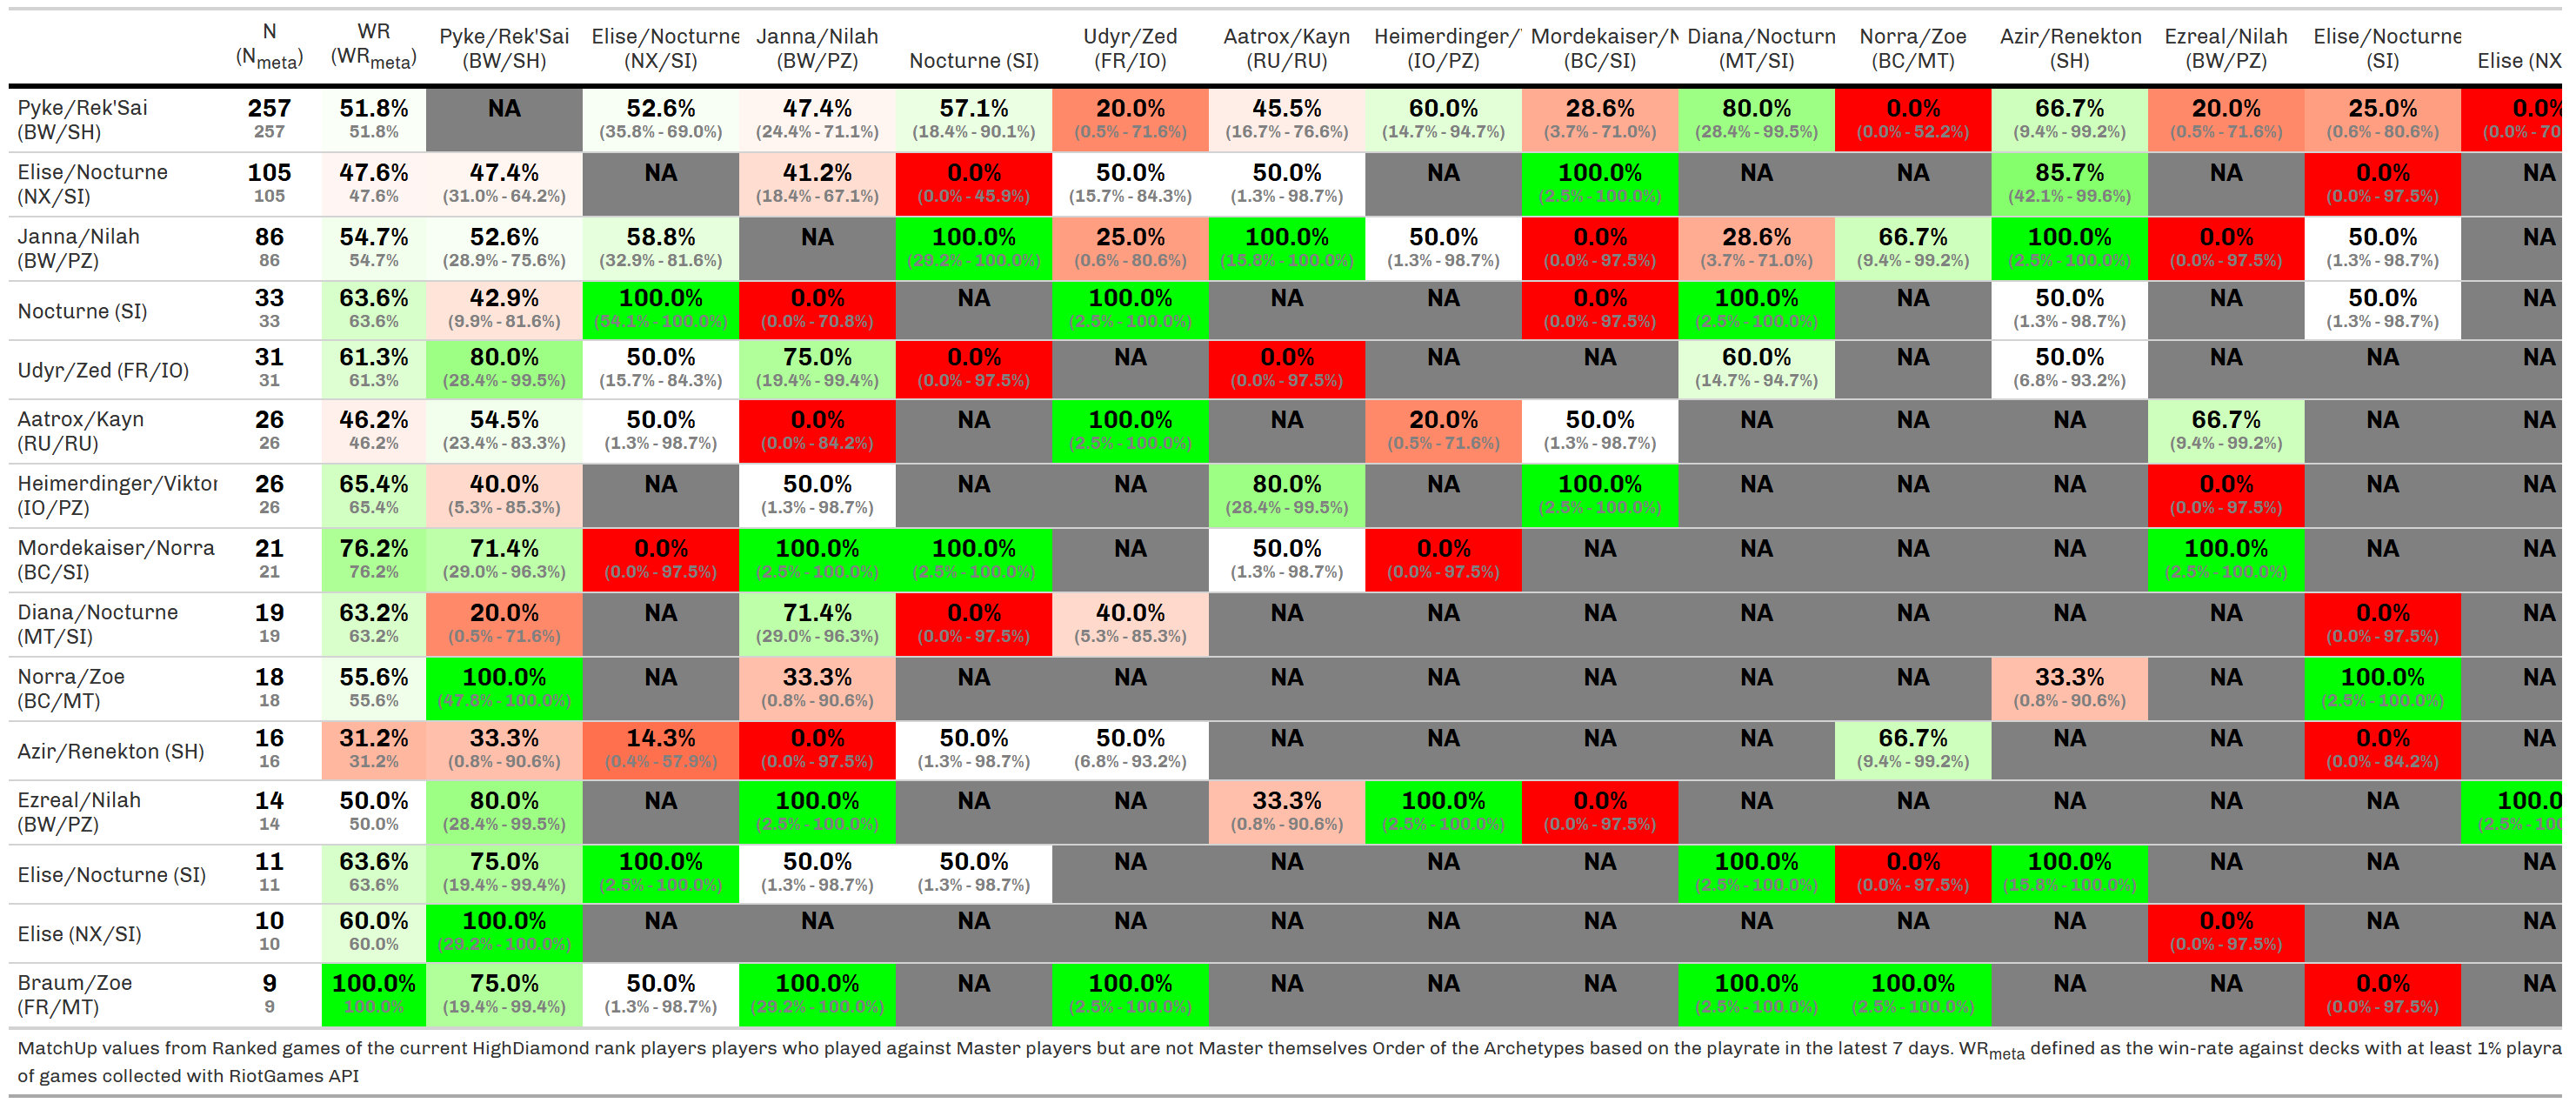 N WR Pyke/Rek'Sai Elise/Nocturne Janna/Nilah Nocturne (SI) Udyr/Zed Aatrox/Kayn Heimerdinger/ Mordekaiser/N Diana/Nocturn Norra/Zoe Azir/Renekton Ezreal/Nilah Elise/Nocturne Elise (NX
(Nmeta) (WRmeta) (BW/SH) (NX/SI) (BW/PZ) (FR/IO) (RU/RU) (IO/PZ) (BC/SI) (MT/SI) (BC/MT) (SH) (BW/PZ) (SI)
Pyke/Rek'Sai 257 51.8% NA 52.6% 47.4% 57.1% 20.0% 45.5% 60.0% 28.6% 80.0% 0.0% 66.7% 20.0% 25.0% 0.0%
(BW/SH) 257 51.8% (35.8% - 69.0%) (24.4% - 71.1%) (18.4% - 90.1%) (0.5% - 71.6%) (16.7% - 76.6%) (14.7% - 94.7%) (3.7% - 71.0%) (28.4% - 99.5%) (0.0% - 52.2%) (9.4% - 99.2%) (0.5% - 71.6%) (0.6% - 80.6%) (0.0% - 70
Elise/Nocturne 105 47.6% 47.4% NA 41.2% 0.0% 50.0% 50.0% NA 100.0% NA NA 85.7% NA 0.0% NA
(NX/SI) 105 47.6% (31.0% - 64.2%) (18.4% - 67.1%) (0.0% - 45.9%) (15.7% - 84.3%) (1.3% - 98.7%) (2.5% - 100.0%) (42.1% - 99.6%) (0.0% - 97.5%)
Janna/Nilah 86 54.7% 52.6% 58.8% NA 100.0% 25.0% 100.0% 50.0% 0.0% 28.6% 66.7% 100.0% 0.0% 50.0% NA
(BW/PZ) 86 54.7% (28.9% - 75.6%) (32.9% - 81.6%) (29.2% - 100.0%) (0.6% - 80.6%) (15.8% - 100.0%) (1.3% - 98.7%) (0.0% - 97.5%) (3.7% - 71.0%) (9.4% - 99.2%) (2.5% - 100.0%) (0.0% - 97.5%) (1.3% - 98.7%)
Nocturne (SI) 33 63.6% 42.9% 100.0% 0.0% NA 100.0% NA NA 0.0% 100.0% NA 50.0% NA 50.0% NA
33 63.6% (9.9% - 81.6%) (54.1% - 100.0%) (0.0% - 70.8%) (2.5% - 100.0%) (0.0% - 97.5%) (2.5% - 100.0%) (1.3% - 98.7%) (1.3% - 98.7%)
Udyr/Zed (FR/IO) 31 61.3% 80.0% 50.0% 75.0% 0.0% NA 0.0% NA NA 60.0% NA 50.0% NA NA NA
31 61.3% (28.4% - 99.5%) (15.7% - 84.3%) (19.4% - 99.4%) (0.0% - 97.5%) (0.0% - 97.5%) (14.7% - 94.7%) (6.8% - 93.2%)
Aatrox/Kayn 26 46.2% 54.5% 50.0% 0.0% NA 100.0% NA 20.0% 50.0% NA NA NA 66.7% NA NA
(RU/RU) 26 46.2% (23.4% - 83.3%) (1.3% - 98.7%) (0.0% - 84.2%) (2.5% - 100.0%) (0.5% - 71.6%) (1.3% - 98.7%) (9.4% - 99.2%)
Heimerdinger/Viktor 26 65.4% 40.0% NA 50.0% NA NA 80.0% NA 100.0% NA NA NA 0.0% NA NA
(IO/PZ) 26 65.4% (5.3% - 85.3%) (1.3% - 98.7%) (28.4% - 99.5%) (2.5% - 100.0%) (0.0% - 97.5%)
Mordekaiser/Norra 21 76.2% 71.4% 0.0% 100.0% 100.0% NA 50.0% 0.0% NA NA NA NA 100.0% NA NA
(BC/SI) 21 76.2% (29.0% - 96.3%) (0.0% - 97.5%) (2.5% - 100.0%) (2.5% - 100.0%) (1.3% - 98.7%) (0.0% - 97.5%) (2.5% - 100.0%)
Diana/Nocturne 19 63.2% 20.0% NA 71.4% 0.0% 40.0% NA NA NA NA NA NA NA 0.0% NA
(MT/SI) 19 63.2% (0.5% - 71.6%) (29.0% - 96.3%) (0.0% - 97.5%) (5.3% - 85.3%) (0.0% - 97.5%)
Norra/Zoe 18 55.6% 100.0% NA 33.3% NA NA NA NA NA NA NA 33.3% NA 100.0% NA
(BC/MT) 18 55.6% (47.8% - 100.0%) (0.8% - 90.6%) (0.8% - 90.6%) (2.5% - 100.0%)
Azir/Renekton (SH) 16 31.2% 33.3% 14.3% 0.0% 50.0% 50.0% NA NA NA NA 66.7% NA NA 0.0% NA
16 31.2% (0.8% - 90.6%) (0.4% - 57.9%) (0.0% - 97.5%) (1.3% - 98.7%) (6.8% - 93.2%) (9.4% - 99.2%) (0.0% - 84.2%)
Ezreal/Nilah 14 50.0% 80.0% NA 100.0% NA NA 33.3% 100.0% 0.0% NA NA NA NA NA 100.0
(BW/PZ) 14 50.0% (28.4% - 99.5%) (2.5% - 100.0%) (0.8% - 90.6%) (2.5% - 100.0%) (0.0% - 97.5%) (2.5% - 100
Elise/Nocturne (SI) 11 63.6% 75.0% 100.0% 50.0% 50.0% NA NA NA NA 100.0% 0.0% 100.0% NA NA NA
11 63.6% (19.4% - 99.4%) (2.5% - 100.0%) (1.3% - 98.7%) (1.3% - 98.7%) (2.5% - 100.0%) (0.0% - 97.5%) (15.8% - 100.0%)
Elise (NX/SI) 10 60.0% 100.0% NA NA NA NA NA NA NA NA NA NA 0.0% NA NA
10 60.0% (29.2% - 100.0%) (0.0% - 97.5%)
Braum/Zoe 9 100.0% 75.0% 50.0% 100.0% NA 100.0% NA NA NA 100.0% 100.0% NA NA 0.0% NA
(FR/MT) 9 100.0% (19.4% - 99.4%) (1.3% - 98.7%) (29.2% - 100.0%) (2.5% - 100.0%) (2.5% - 100.0%) (2.5% - 100.0%) (0.0% - 97.5%)
MatchUp values from Ranked games of the current HighDiamond rank players players who played against Master players but are not Master themselves Order of the Archetypes based on the playrate in the latest 7 days. WRmeta defined as the win-rate against decks with at least 1% playra
of games collected with RiotGames API